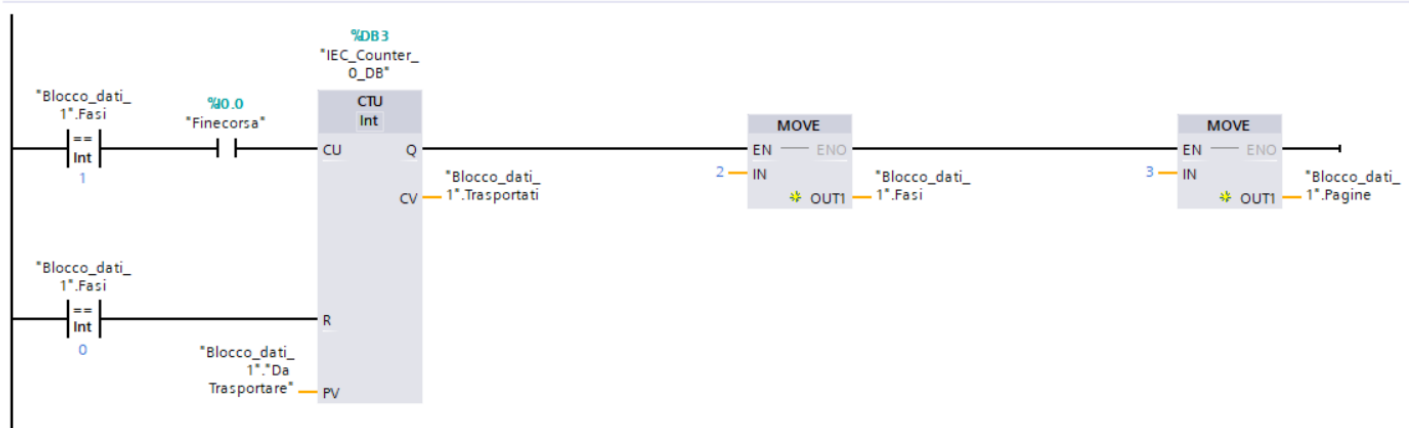 %DB3
"IEC_Counter_
0_DB"
"Blocco_dati_
1".Fasi
==
Int
1
%I0.0
"Finecorsa"
CTU
Int
CU
Q
CV
"Blocco_dati_
1".Trasportati
MOVE
EN
ENO
2
IN
OUT1
"Blocco_dati_
1".Fasi
MOVE
EN
ENO
3
IN
OUT1
"Blocco_dati_
1".Pagine
"Blocco_dati_
1".Fasi
==
Int
0
R
"Blocco_dati_
1"."Da
Trasportare"
PV